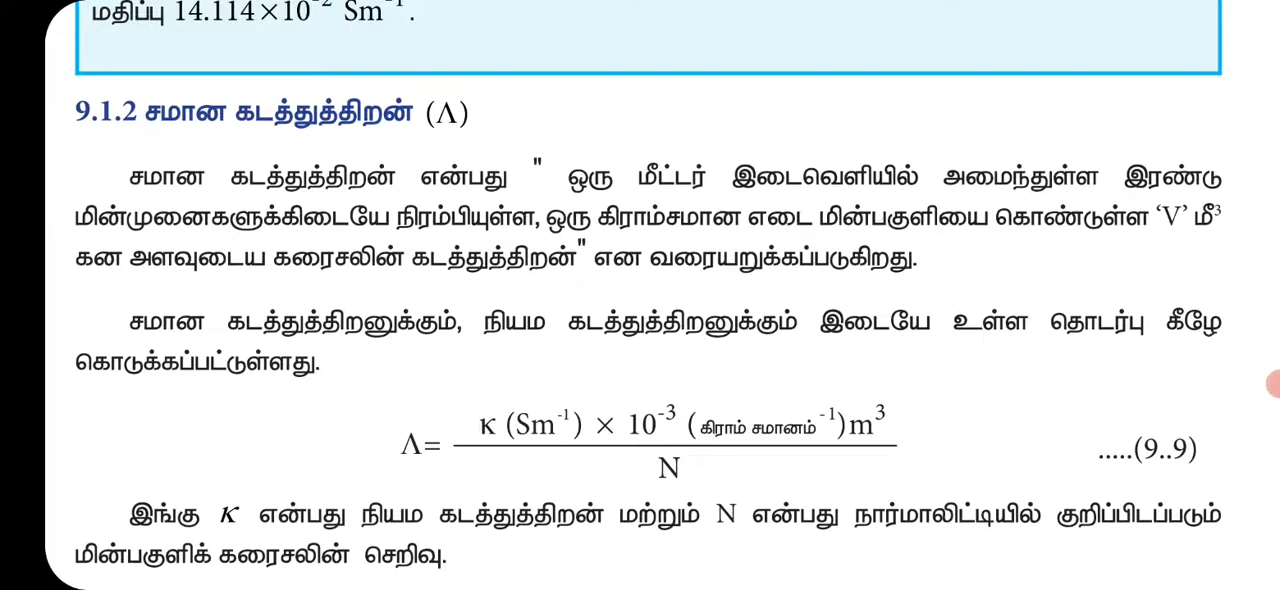 மதிப்பு 14.114×10⁻² Sm⁻¹ .
9.1.2 சமான கடத்துத்திறன் (Λ)
சமான கடத்துத்திறன் என்பது " ஒரு மீட்டர் இடைவெளியில் அமைந்துள்ள இரண்டு
மின்முனைகளுக்கிடையே நிரம்பியுள்ள, ஒரு கிராம்சமான எடை மின்பகுளியை கொண்டுள்ள ‘V’ மீ³
கன அளவுடைய கரைசலின் கடத்துத்திறன்" என வரையறுக்கப்படுகிறது.
சமான கடத்துத்திறனுக்கும், நியம கடத்துத்திறனுக்கும் இடையே உள்ள தொடர்பு கீழே
கொடுக்கப்பட்டுள்ளது.
κ (Sm⁻¹) × 10⁻³ (கிராம் சமானம்⁻¹)m³
Λ=
N
.....(9..9)
இங்கு κ என்பது நியம கடத்துத்திறன் மற்றும் N என்பது நார்மாலிட்டியில் குறிப்பிடப்படும்
மின்பகுளிக் கரைசலின் செறிவு.